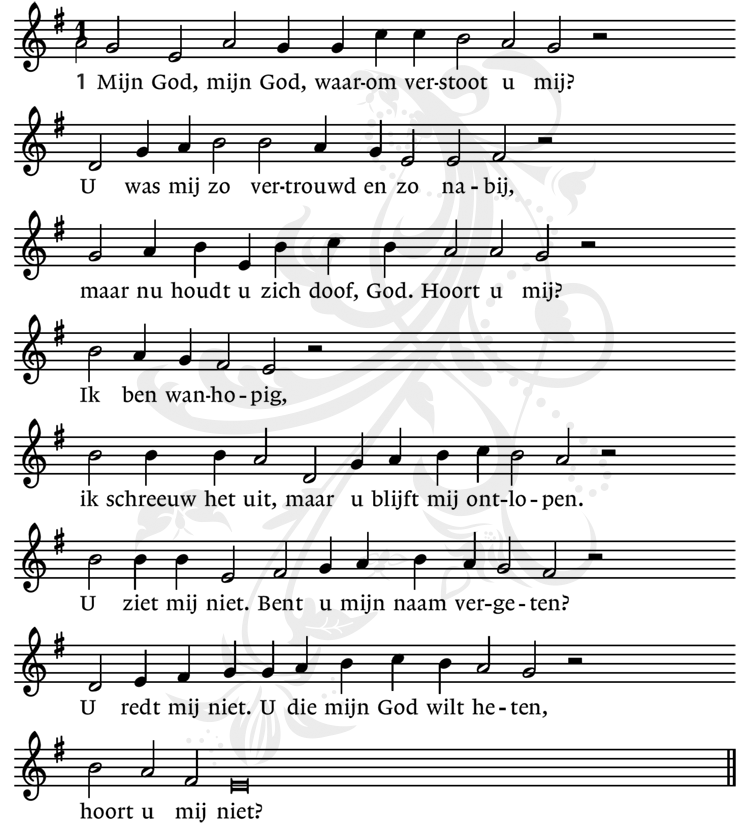 1
1 Mijn God, mijn God, waar-om ver-stoot u mij?
U was mij zo ver-trouwd en zo na - bij,
maar nu houdt u zich doof, God. Hoort u mij?
Ik ben wan-ho - pig,
ik schreeuw het uit, maar u blijft mij ont-lo - pen.
U ziet mij niet. Bent u mijn naam ver-ge - ten?
U redt mij niet. U die mijn God wilt he - ten,
hoort u mij niet?